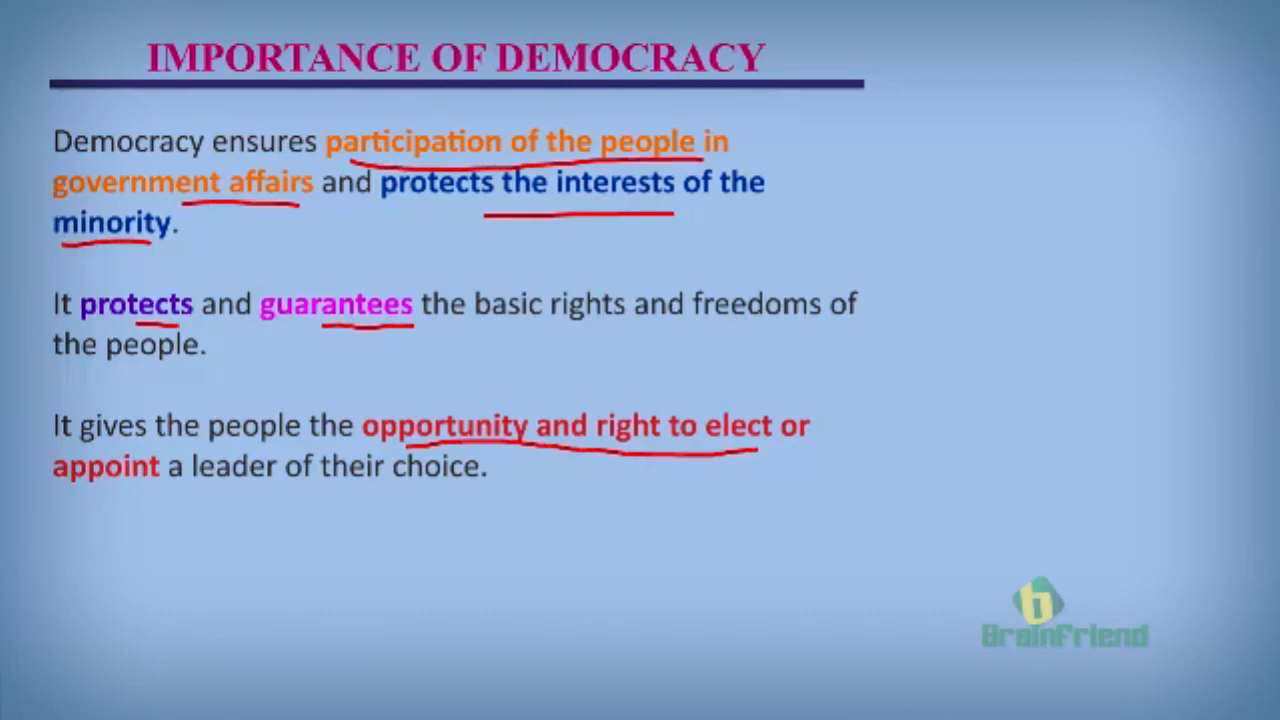 IMPORTANCE OF DEMOCRACY
Democracy ensures participation of the people in
government affairs and protects the interests of the
minority.
It protects and guarantees the basic rights and freedoms of
the people.
It gives the people the opportunity and right to elect or
appoint a leader of their choice.
b
BrainFriend